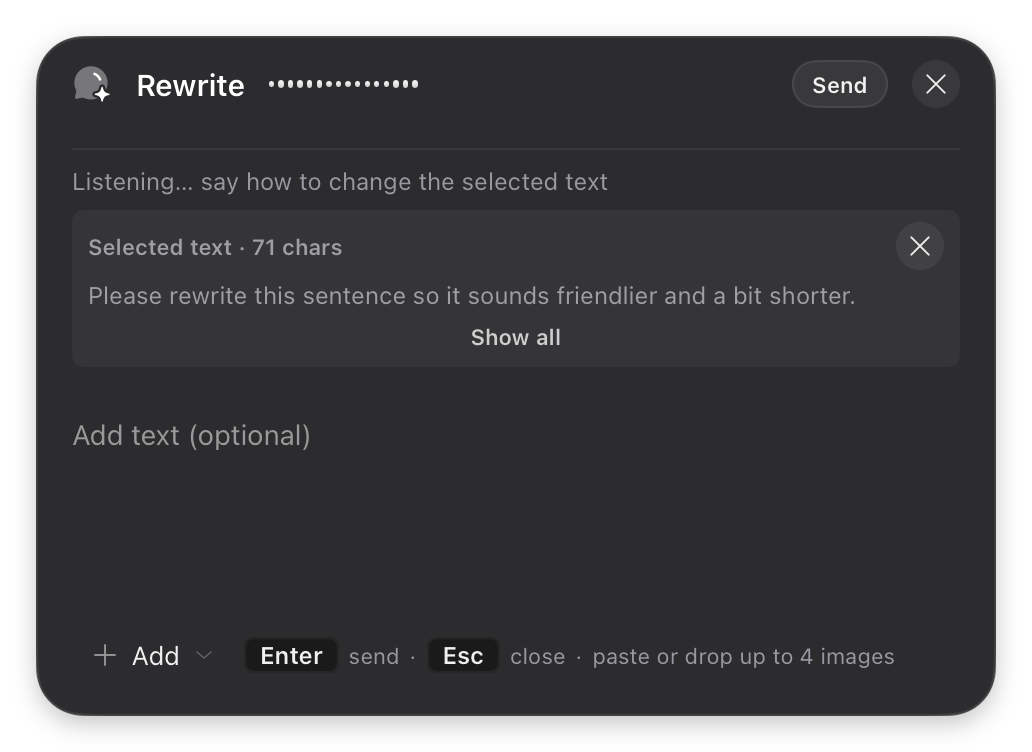 Rewrite
Send
Listening... say how to change the selected text
Selected text · 71 chars
Please rewrite this sentence so it sounds friendlier and a bit shorter.
Show all
Add text (optional)
Add Enter send · Esc close · paste or drop up to 4 images